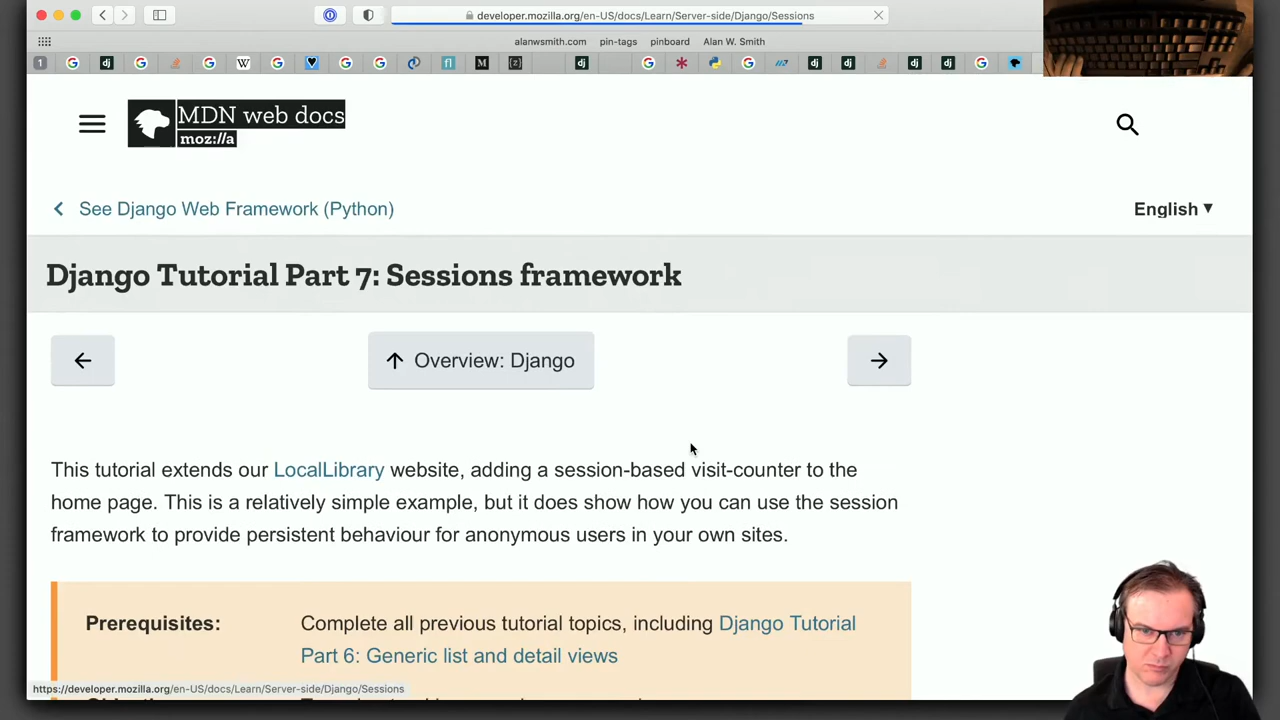 developer.mozilla.org/en-US/docs/Learn/Server-side/Django/Sessions
alanwsmith.com pin-tags pinboard Alan W. Smith
MDN web docs
moz://a
See Django Web Framework (Python)
English
Django Tutorial Part 7: Sessions framework
Overview: Django
This tutorial extends our LocalLibrary website, adding a session-based visit-counter to the
home page. This is a relatively simple example, but it does show how you can use the session
framework to provide persistent behaviour for anonymous users in your own sites.
Prerequisites: Complete all previous tutorial topics, including Django Tutorial
Part 6: Generic list and detail views
https://developer.mozilla.org/en-US/docs/Learn/Server-side/Django/Sessions